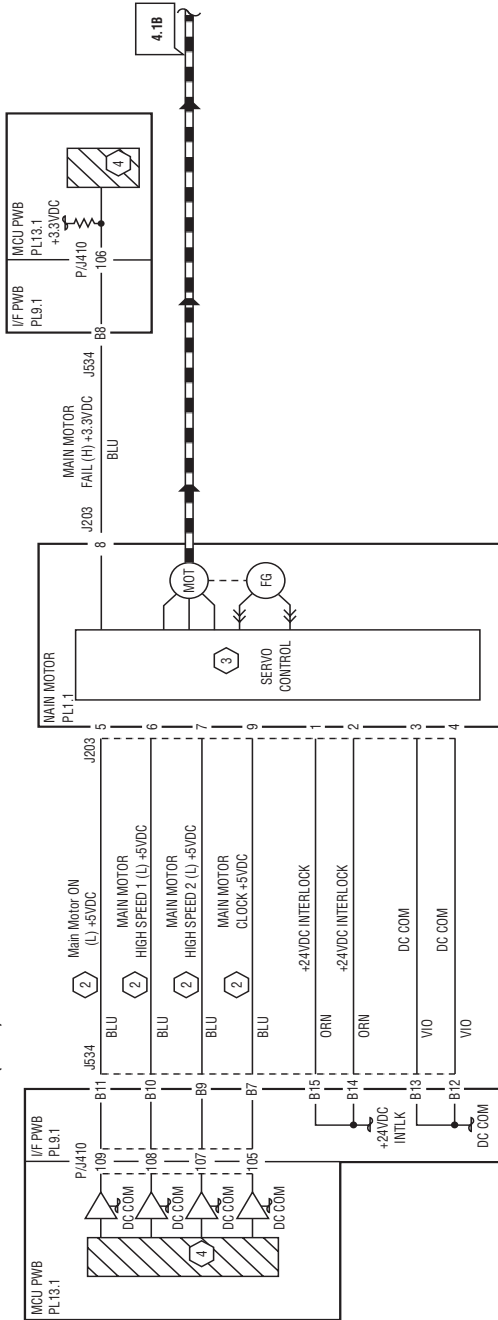 MCU PWB
PL13.1
I/F PWB
PL9.1
P/J410
109
108
107
105
DC COM
DC COM
DC COM
DC COM
4
B11
B10
B9
B7
B15
B14
B13
B12
+24VDC
INTLK
DC COM
J534
J203
2
Main Motor ON
(L) +5VDC
BLU
5
2
MAIN MOTOR
HIGH SPEED 1 (L) +5VDC
BLU
6
2
MAIN MOTOR
HIGH SPEED 2 (L) +5VDC
BLU
7
2
MAIN MOTOR
CLOCK +5VDC
BLU
9
+24VDC INTERLOCK
ORN
1
+24VDC INTERLOCK
ORN
2
DC COM
VIO
3
DC COM
VIO
4
NAIN MOTOR
PL1.1
3
SERVO
CONTROL
MOT
FG
8
J203
MAIN MOTOR
FAIL (H) +3.3VDC
BLU
J534
B8
I/F PWB
PL9.1
MCU PWB
PL13.1
+3.3VDC
P/J410
106
4
4.1B